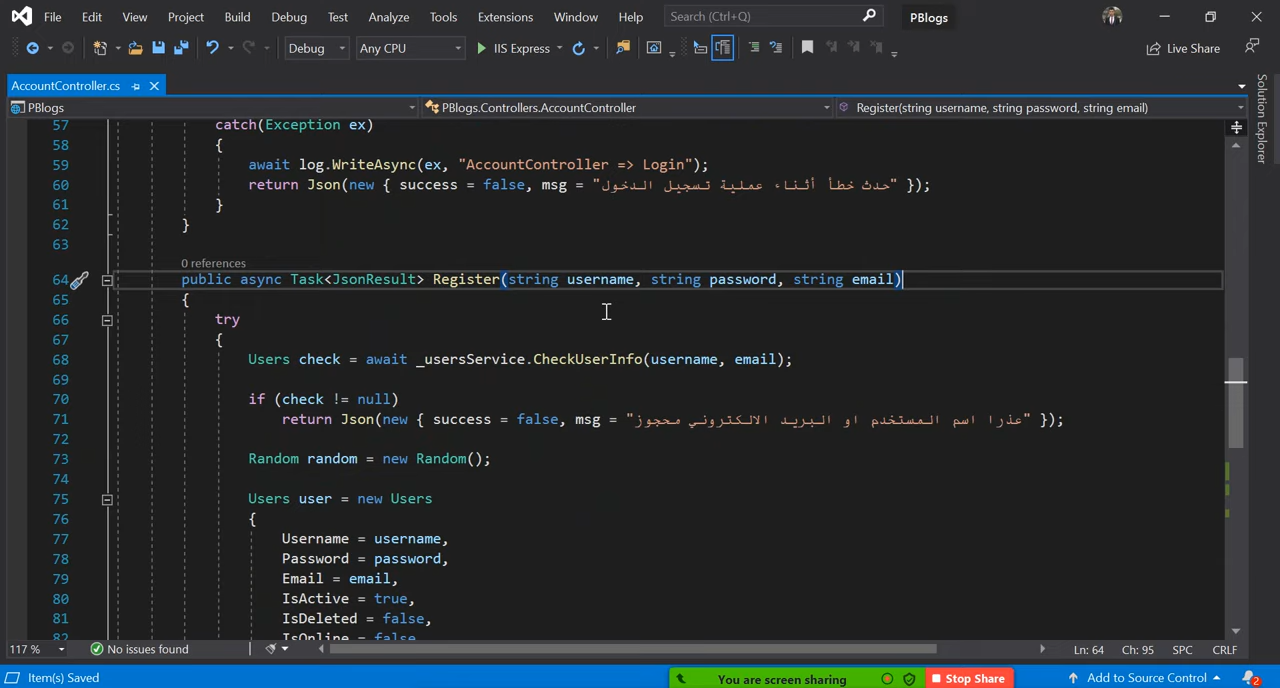 File Edit View Project Build Debug Test Analyze Tools Extensions Window Help Search (Ctrl+Q) PBlogs
Debug Any CPU IIS Express Live Share
AccountController.cs
PBlogs PBlogs.Controllers.AccountController Register(string username, string password, string email)
Solution Explorer
57 catch(Exception ex)
58 {
59 await log.WriteAsync(ex, "AccountController => Login");
60 return Json(new { success = false, msg = "حدث خطأ أثناء عملية تسجيل الدخول" });
61 }
62 }
63
0 references
64 public async Task<JsonResult> Register(string username, string password, string email)
65 {
66 try
67 {
68 Users check = await _usersService.CheckUserInfo(username, email);
69
70 if (check != null)
71 return Json(new { success = false, msg = "عذرا اسم المستخدم او البريد الالكتروني محجوز" });
72
73 Random random = new Random();
74
75 Users user = new Users
76 {
77 Username = username,
78 Password = password,
79 Email = email,
80 IsActive = true,
81 IsDeleted = false,
82 IsOnline = false
117 % No issues found Ln: 64 Ch: 95 SPC CRLF
Item(s) Saved You are screen sharing Stop Share Add to Source Control 2